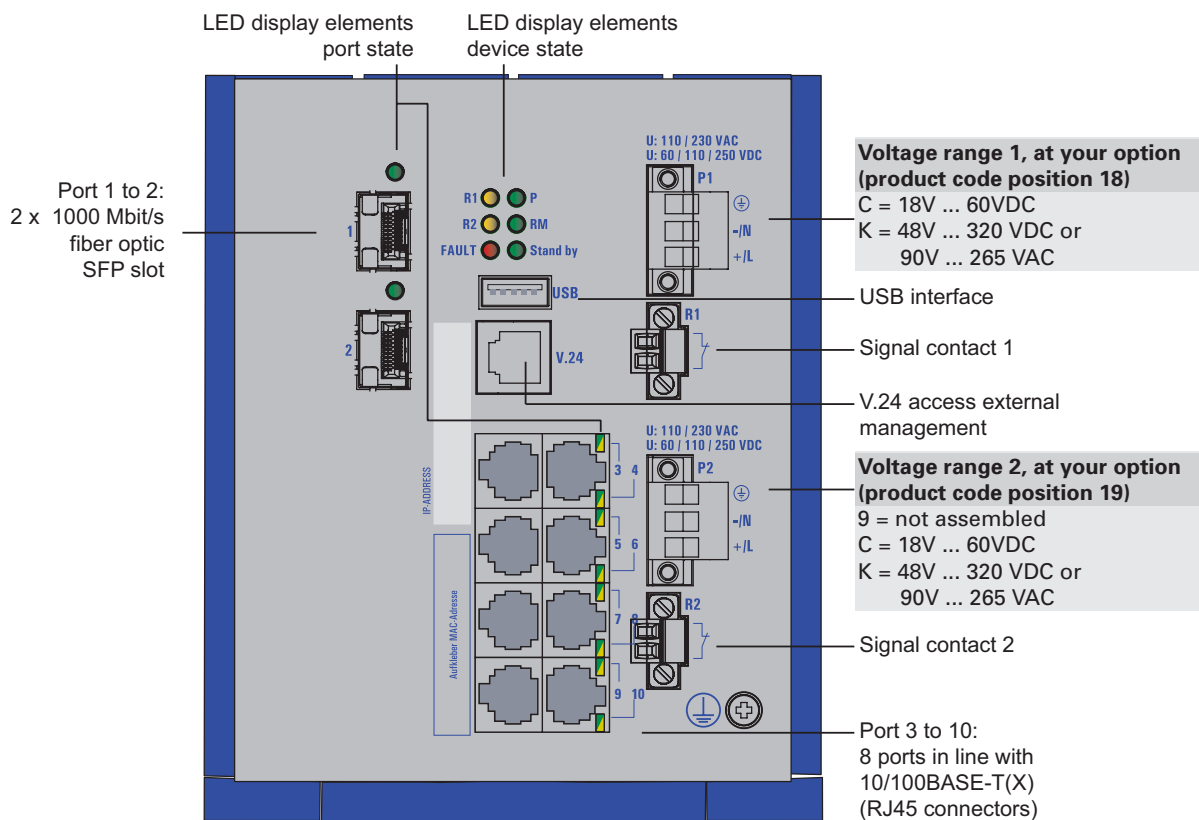 LED display elements
port state
LED display elements
device state
Port 1 to 2:
2 x 1000 Mbit/s
fiber optic
SFP slot
1
2
R1
P
R2
RM
FAULT
Stand by
USB
V.24
IP-ADDRESS
Aufkleber MAC-Adresse
3 4
5 6
7 8
9 10
U: 110 / 230 VAC
U: 60 / 110 / 250 VDC
P1
-/N
+/L
R1
U: 110 / 230 VAC
U: 60 / 110 / 250 VDC
P2
-/N
+/L
R2
Voltage range 1, at your option
(product code position 18)
C = 18V ... 60VDC
K = 48V ... 320 VDC or
90V ... 265 VAC
USB interface
Signal contact 1
V.24 access external
management
Voltage range 2, at your option
(product code position 19)
9 = not assembled
C = 18V ... 60VDC
K = 48V ... 320 VDC or
90V ... 265 VAC
Signal contact 2
Port 3 to 10:
8 ports in line with
10/100BASE-T(X)
(RJ45 connectors)